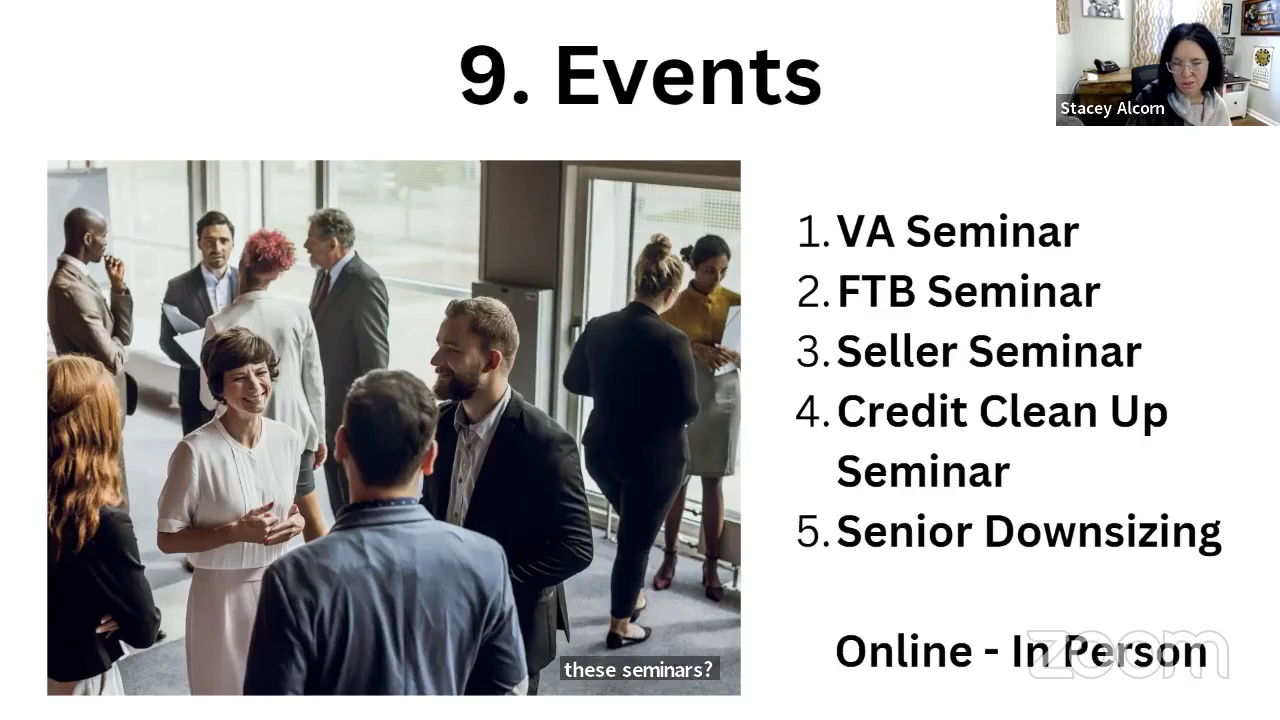 9. Events
Stacey Alcorn
1. VA Seminar
2. FTB Seminar
3. Seller Seminar
4. Credit Clean Up
Seminar
5. Senior Downsizing
Online - In Person
zoom
these seminars?